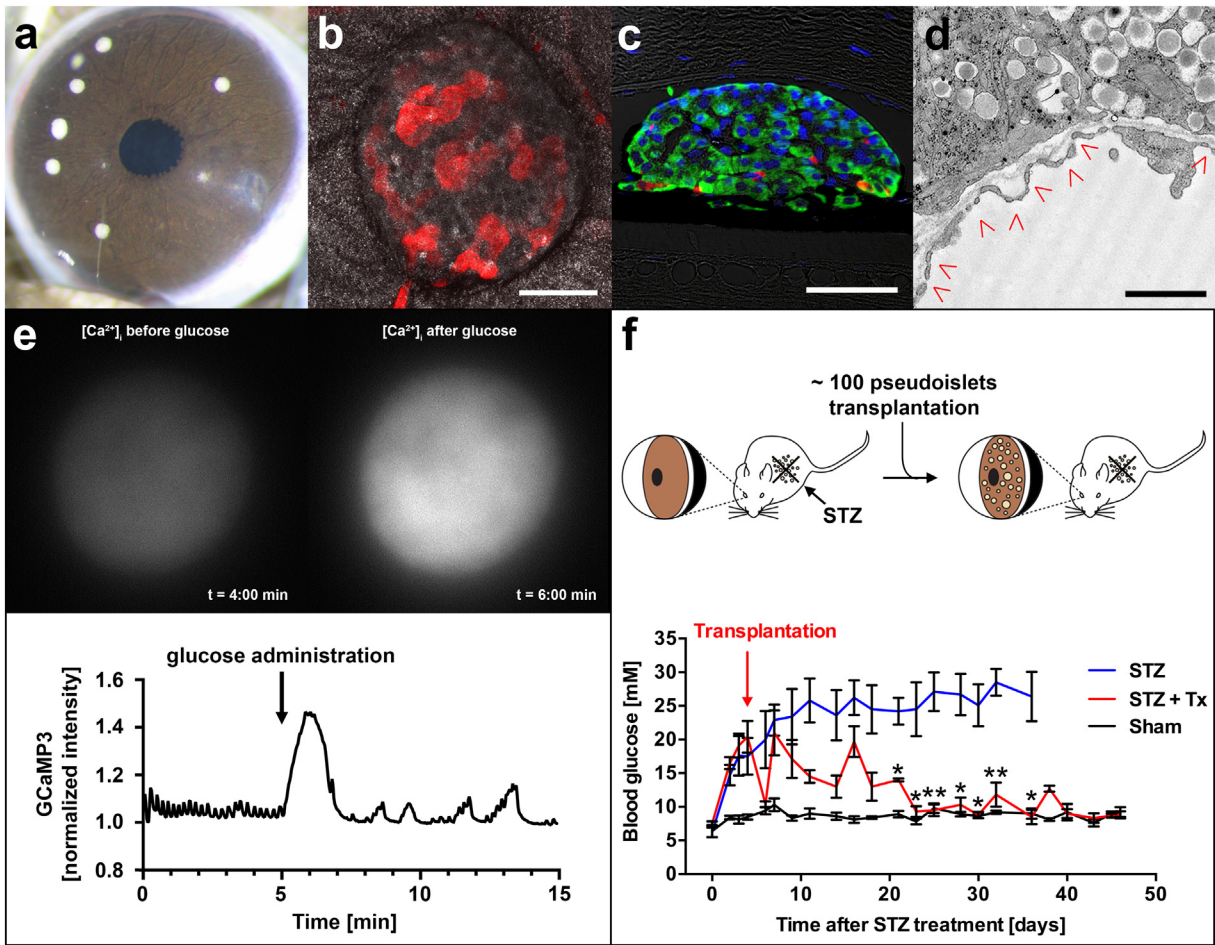 a
b
c
d
e
[Ca²⁺]ᵢ before glucose
[Ca²⁺]ᵢ after glucose
t = 4:00 min
t = 6:00 min
glucose administration
GCaMP3
[normalized intensity]
1.6
1.4
1.2
1.0
0.8
0
5
10
15
Time [min]
f
~ 100 pseudoislets
transplantation
STZ
Transplantation
Blood glucose [mM]
35
30
25
20
15
10
5
0
* * ** * * ** *
STZ
STZ + Tx
Sham
0
10
20
30
40
50
Time after STZ treatment [days]